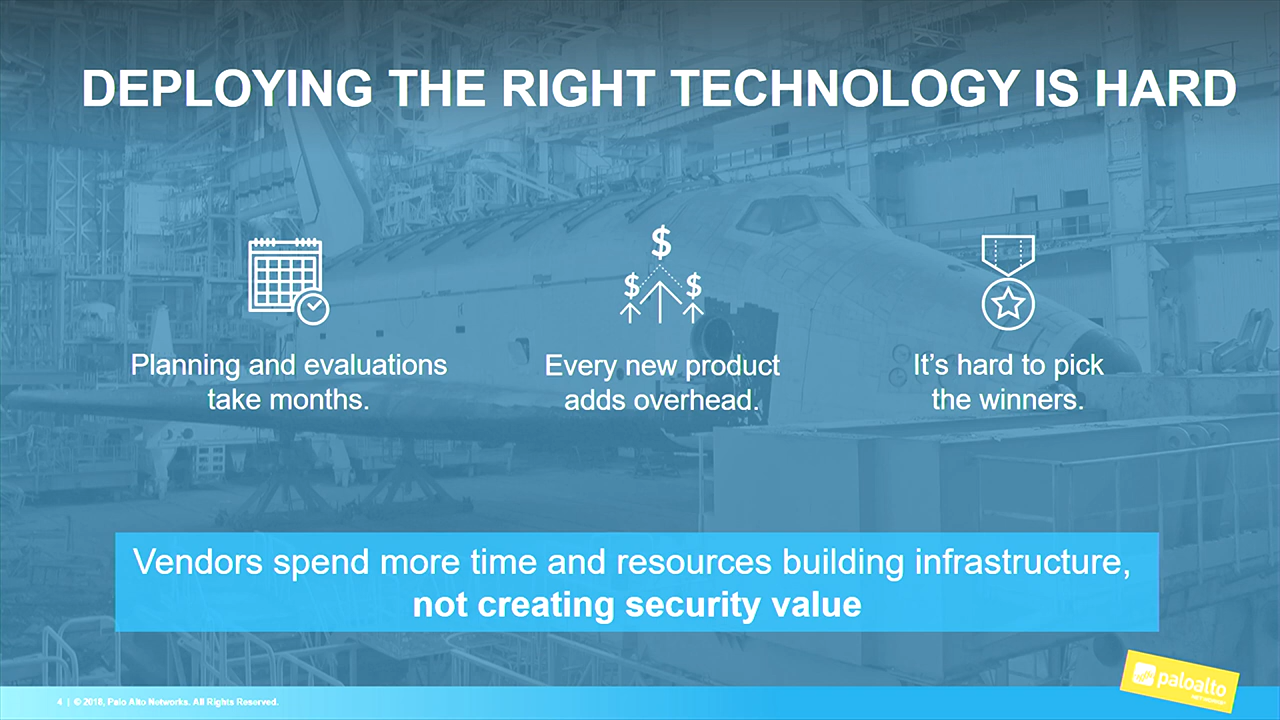 DEPLOYING THE RIGHT TECHNOLOGY IS HARD
$
$ $
Planning and evaluations
take months.
Every new product
adds overhead.
It's hard to pick
the winners.
Vendors spend more time and resources building infrastructure,
not creating security value
4 | © 2018, Palo Alto Networks. All Rights Reserved.
paloalto
NETWORKS